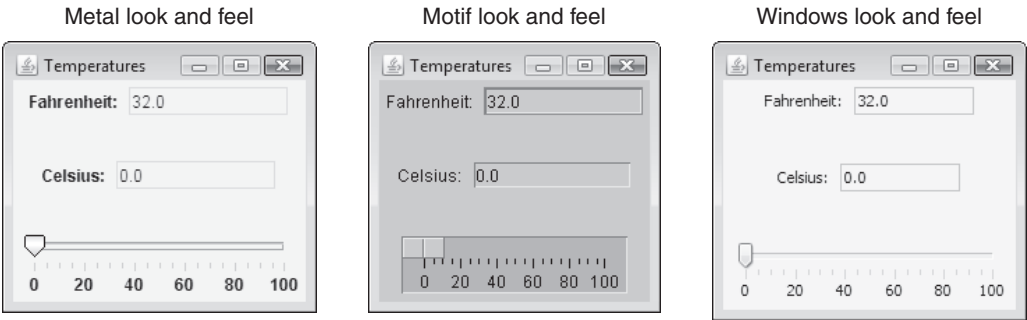 Metal look and feel
Temperatures
Fahrenheit: 32.0
Celsius: 0.0
0 20 40 60 80 100
Motif look and feel
Temperatures
Fahrenheit: 32.0
Celsius: 0.0
0 20 40 60 80 100
Windows look and feel
Temperatures
Fahrenheit: 32.0
Celsius: 0.0
0 20 40 60 80 100